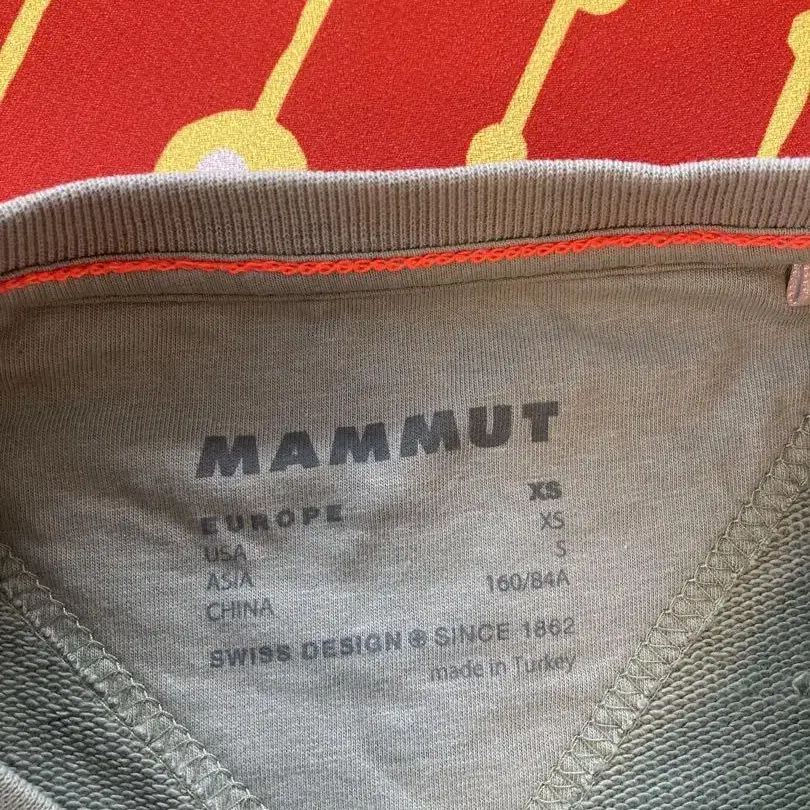 MAMMUT
EUROPE XS
USA XS
ASIA S
CHINA 160/84A
SWISS DESIGN ® SINCE 1862
made in Turkey